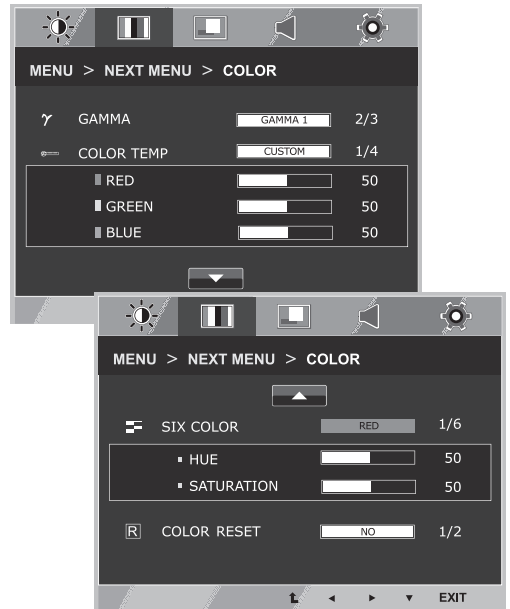 MENU > NEXT MENU > COLOR
γ GAMMA GAMMA 1 2/3
COLOR TEMP CUSTOM 1/4
RED 50
GREEN 50
BLUE 50
MENU > NEXT MENU > COLOR
SIX COLOR RED 1/6
HUE 50
SATURATION 50
R COLOR RESET NO 1/2
EXIT